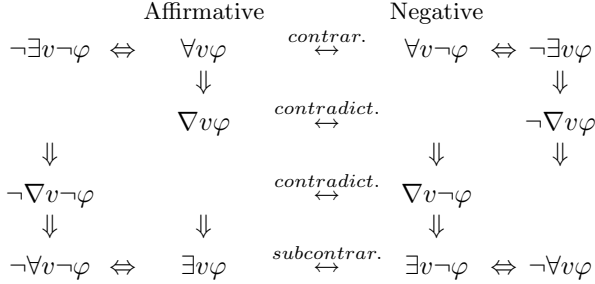 Affirmative Negative
¬∃v¬φ ⇔ ∀vφ contrar. ↔ ∀v¬φ ⇔ ¬∃vφ
⇓ ⇓
∇vφ contradict. ↔ ¬∇vφ
⇓ ⇓ ⇓
¬∇v¬φ contradict. ↔ ∇v¬φ
⇓ ⇓ ⇓
¬∀v¬φ ⇔ ∃vφ subcontrar. ↔ ∃v¬φ ⇔ ¬∀vφ